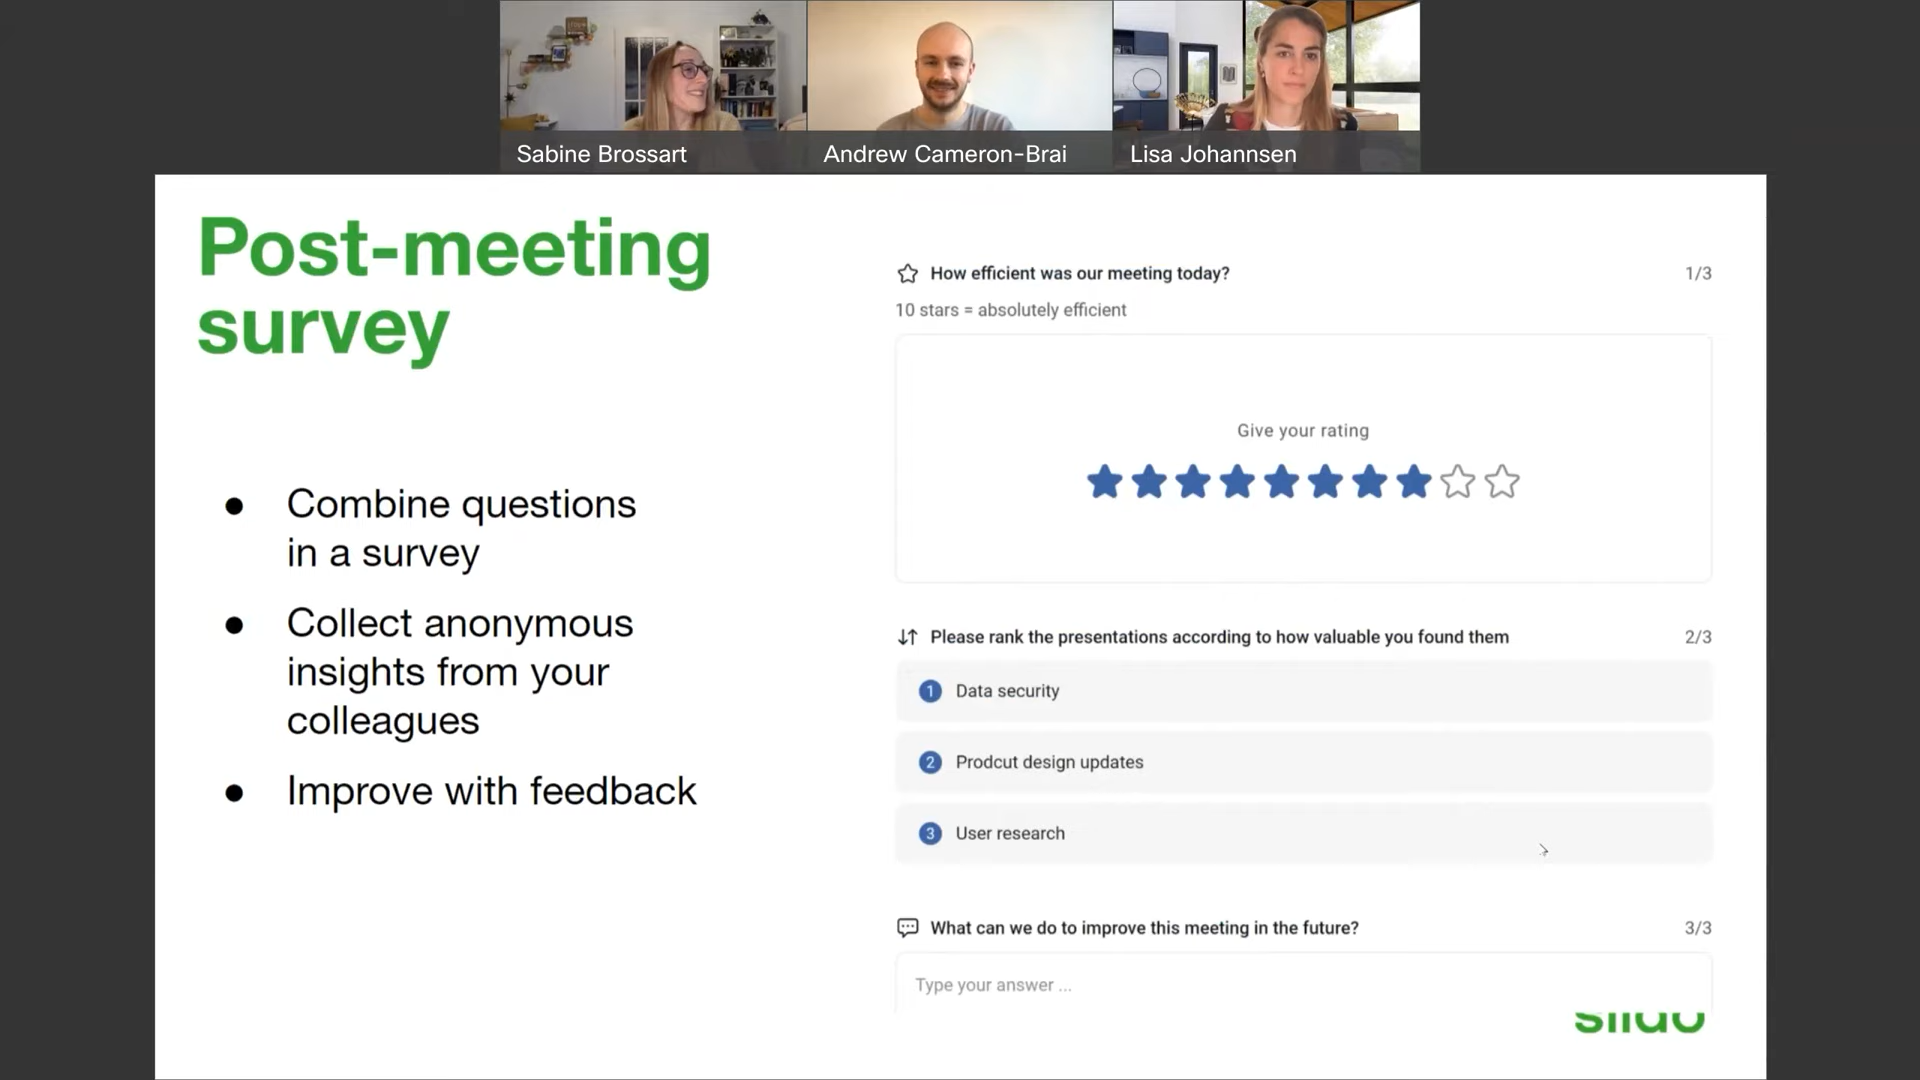 Sabine Brossart
Andrew Cameron-Brai
Lisa Johannsen
Post-meeting
survey
● Combine questions
in a survey
● Collect anonymous
insights from your
colleagues
● Improve with feedback
How efficient was our meeting today? 1/3
10 stars = absolutely efficient
Give your rating
Please rank the presentations according to how valuable you found them 2/3
1 Data security
2 Prodcut design updates
3 User research
What can we do to improve this meeting in the future? 3/3
Type your answer ...
slido